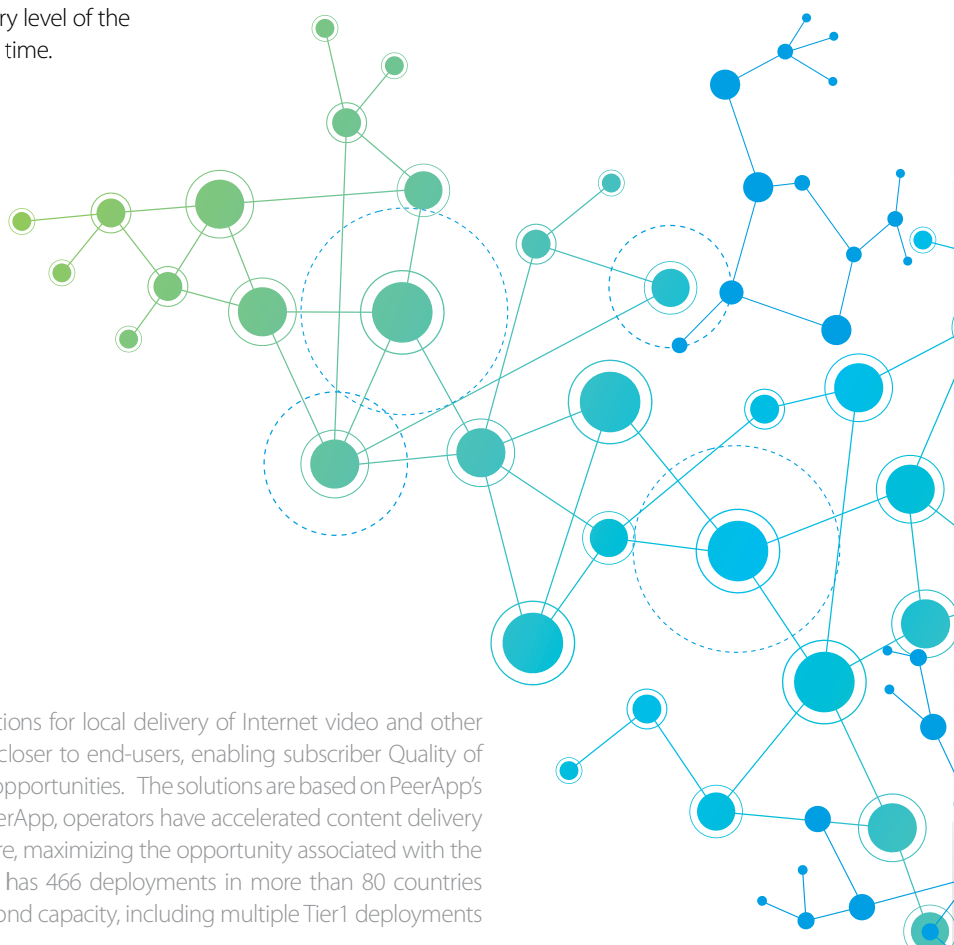 ry level of the
time.
tions for local delivery of Internet video and other
closer to end-users, enabling subscriber Quality of
opportunities. The solutions are based on PeerApp's
erApp, operators have accelerated content delivery
re, maximizing the opportunity associated with the
has 466 deployments in more than 80 countries
ond capacity, including multiple Tier1 deployments